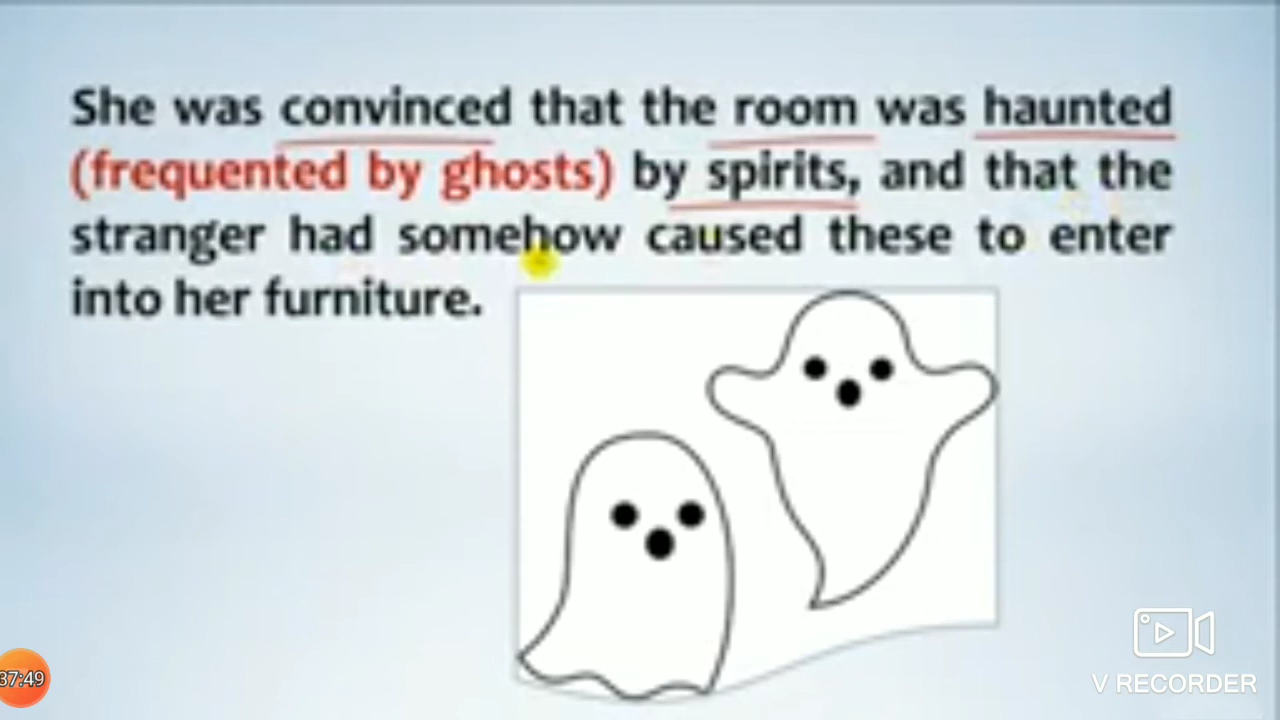 She was convinced that the room was haunted
(frequented by ghosts) by spirits, and that the
stranger had somehow caused these to enter
into her furniture.
37:49
V RECORDER